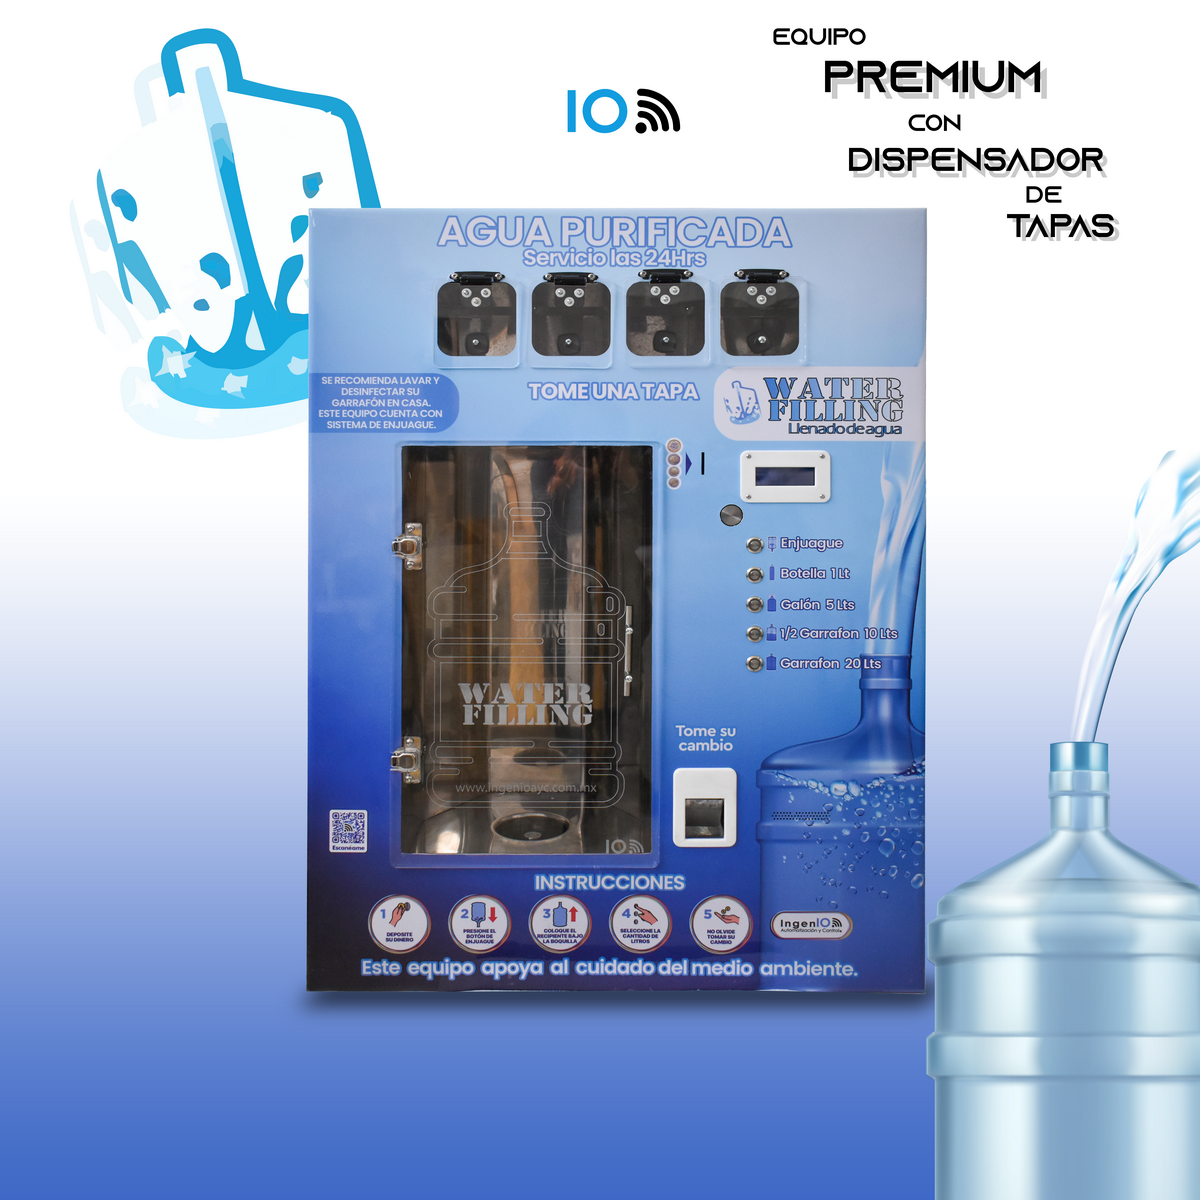 EQUIPO
PREMIUM
CON
DISPENSADOR
DE
TAPAS
IO
AGUA PURIFICADA
Servicio las 24Hrs
SE RECOMIENDA LAVAR Y
DESINFECTAR SU
GARRAFÓN EN CASA.
ESTE EQUIPO CUENTA CON
SISTEMA DE ENJUAGUE.
TOME UNA TAPA
WATER
FILLING
Llenado de agua
Enjuague
Botella 1 Lt
Galón 5 Lts
1/2 Garrafon 10 Lts
Garrafon 20 Lts
WATER
FILLING
www.ingenioayc.com.mx
IO
Tome su
cambio
Escanéame
INSTRUCCIONES
1
DEPOSITE
SU DINERO
2
PRESIONE EL
BOTÓN DE
ENJUAGUE
3
COLOQUE EL
RECIPIENTE BAJO
LA BOQUILLA
4
SELECCIONE LA
CANTIDAD DE
LITROS
5
NO OLVIDE
TOMAR SU
CAMBIO
IngenIO
Automatización y Control
Este equipo apoya al cuidado del medio ambiente.